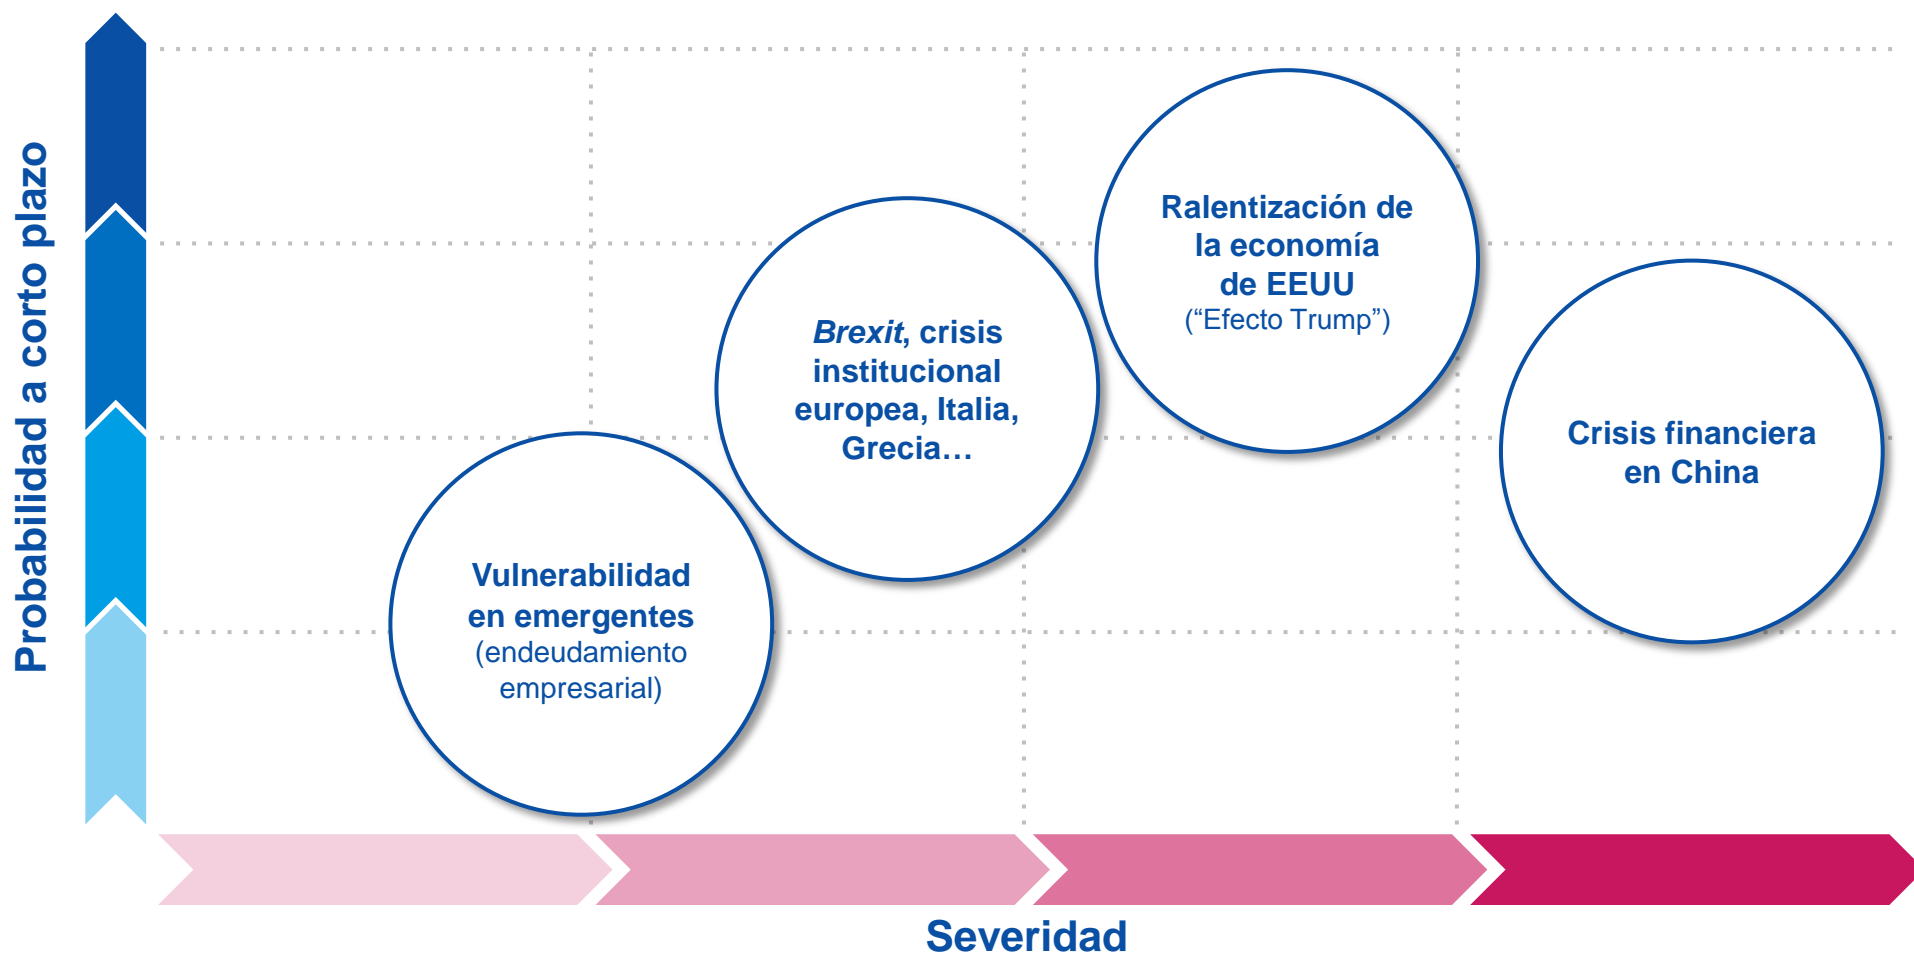 Probabilidad a corto plazo
Ralentización de
la economía
de EEUU
(“Efecto Trump”)
Brexit, crisis
institucional
europea, Italia,
Grecia…
Crisis financiera
en China
Vulnerabilidad
en emergentes
(endeudamiento
empresarial)
Severidad